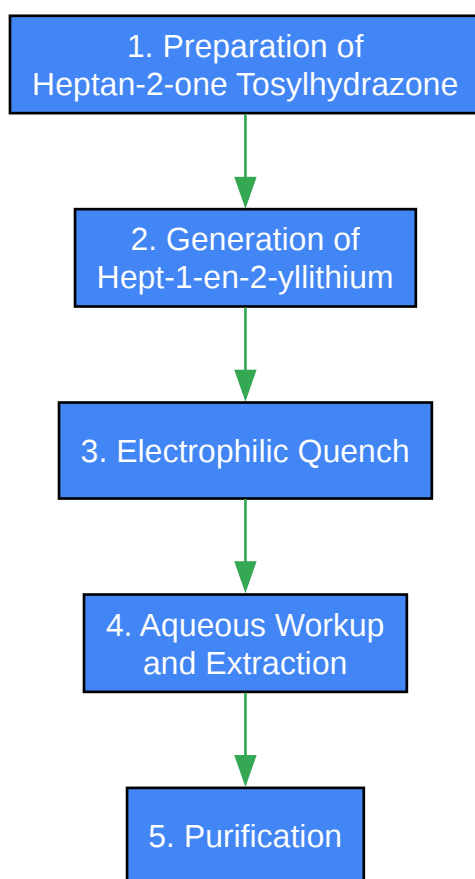 1. Preparation of
Heptan-2-one Tosylhydrazone
2. Generation of
Hept-1-en-2-yllithium
3. Electrophilic Quench
4. Aqueous Workup
and Extraction
5. Purification